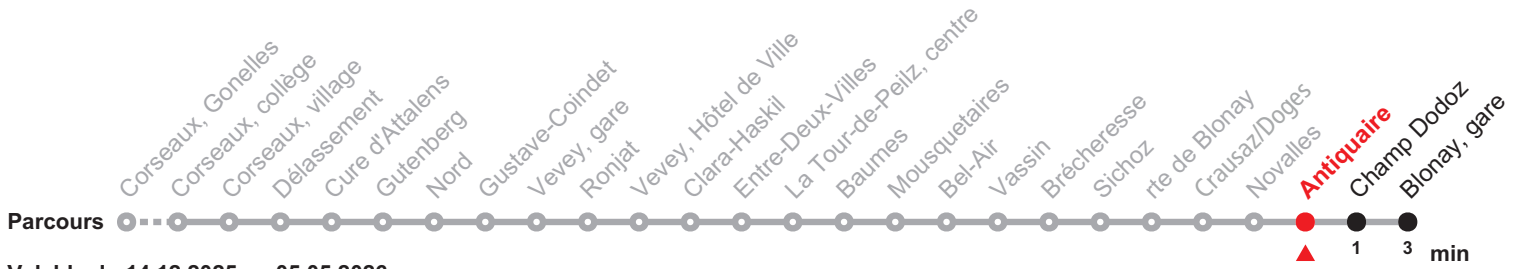 Corseaux, Gonelles
Corseaux, collège
Corseaux, village
Délassement
Cure d'Attalens
Gutenberg
Nord
Gustave-Coindet
Vevey, gare
Ronjat
Vevey, Hôtel de Ville
Clara-Haskil
Entre-Deux-Villes
La Tour-de-Peilz, centre
Baumes
Mousquetaires
Bel-Air
Vassin
Brécheresse
Sichoz
rte de Blonay
Crausaz/Doges
Novalles
Antiquaire
Champ Dodoz
Blonay, gare
Parcours
1 3 min